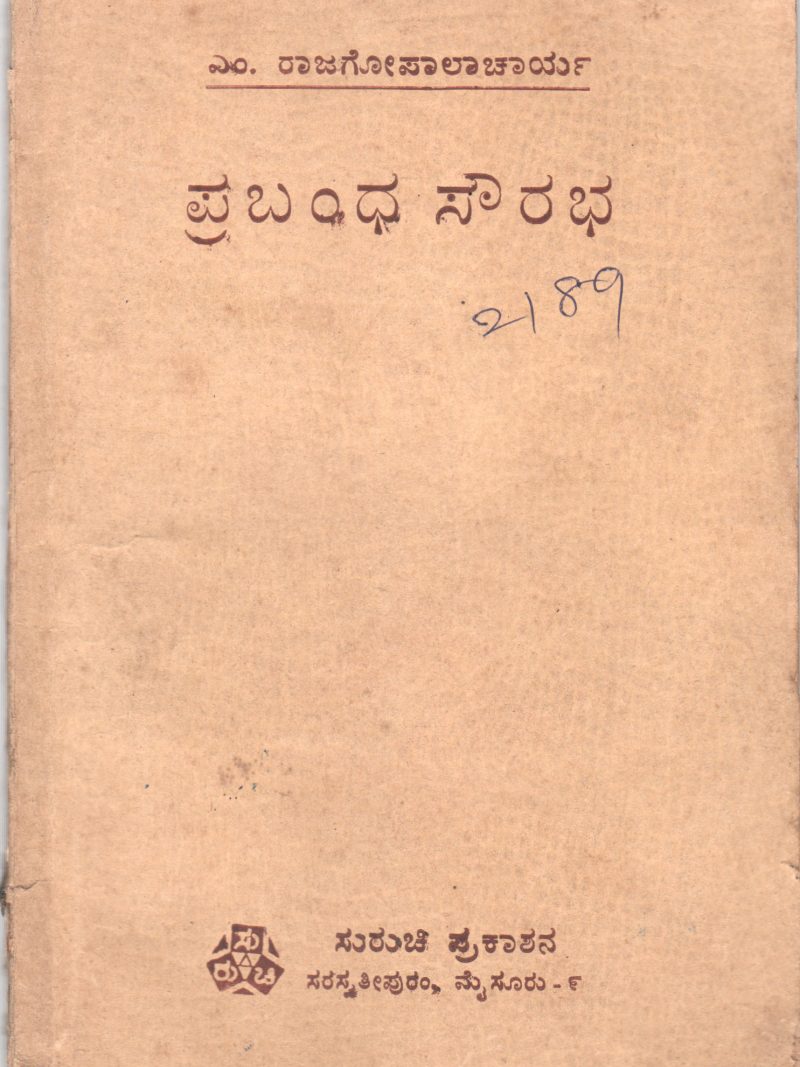 ಎಂ. ರಾಜಗೋಪಾಲಾಚಾರ್ಯ
ಪ್ರಬಂಧ ಸೌರಭ
2189
ಸು
ರು ಚಿ
ಸುರುಚಿ ಪ್ರಕಾಶನ
ಸರಸ್ವತೀಪುರಂ, ಮೈಸೂರು - ೯